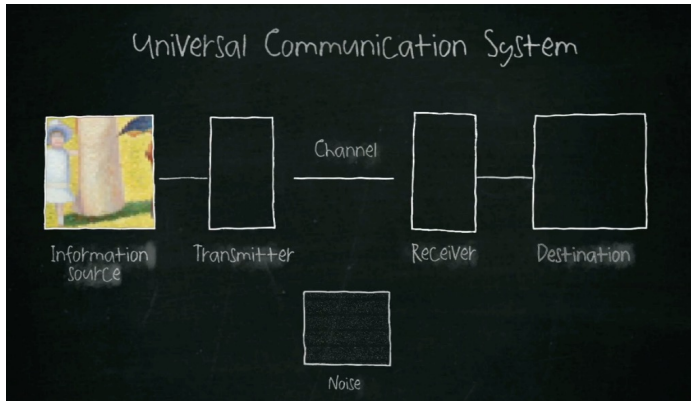 Universal Communication System
Channel
Information
source
Transmitter
Receiver
Destination
Noise